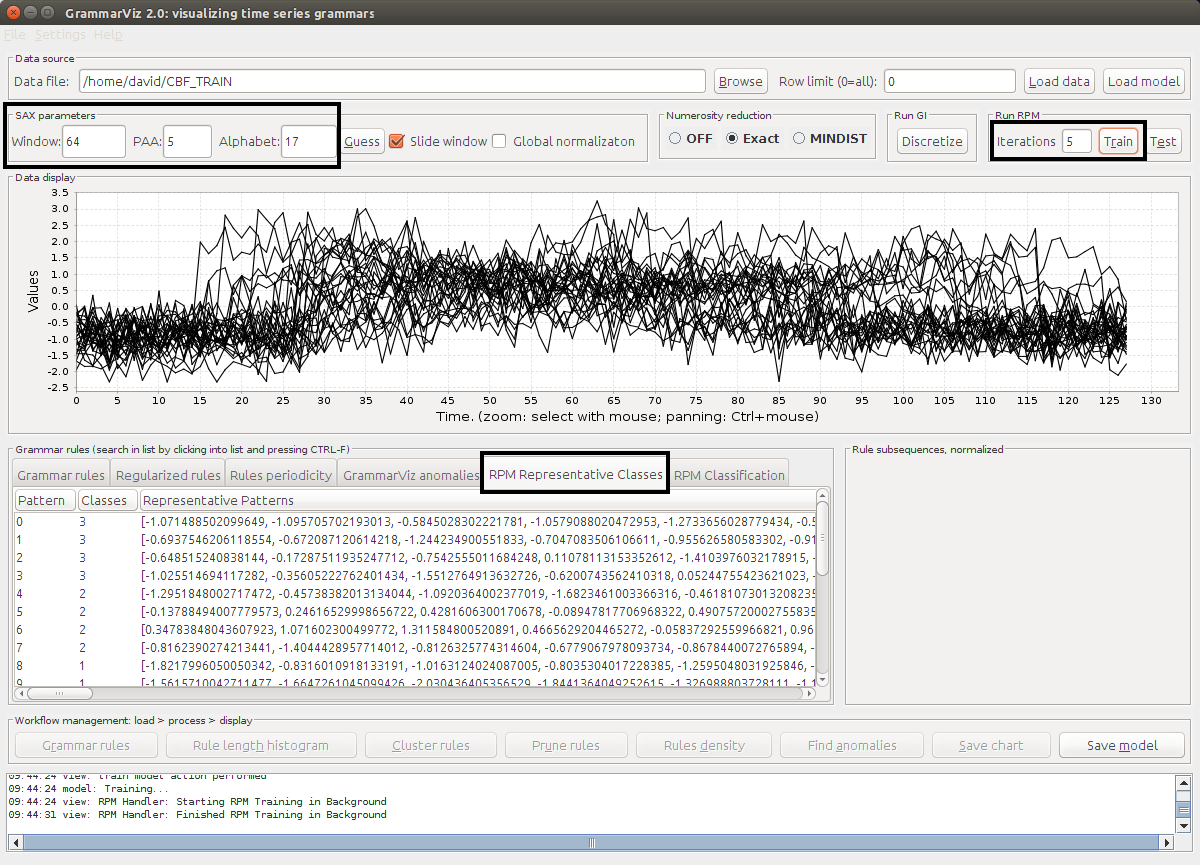 GrammarViz 2.0: visualizing time series grammars
File Settings Help
Data source
Data file: /home/david/CBF_TRAIN Browse Row limit (0=all): 0 Load data Load model
SAX parameters Numerosity reduction Run GI Run RPM
Window: 64 PAA: 5 Alphabet: 17 Guess Slide window Global normalizaton OFF Exact MINDIST Discretize Iterations 5 Train Test
Data display
3.5
3.0
2.5
2.0
1.5
1.0
0.5
0.0
-0.5
-1.0
-1.5
-2.0
-2.5
Values
0 5 10 15 20 25 30 35 40 45 50 55 60 65 70 75 80 85 90 95 100 105 110 115 120 125 130
Time. (zoom: select with mouse; panning: Ctrl+mouse)
Grammar rules (search in list by clicking into list and pressing CTRL-F) Rule subsequences, normalized
Grammar rules Regularized rules Rules periodicity GrammarViz anomalies RPM Representative Classes RPM Classification
Pattern Classes Representative Patterns
0 3 [-1.071488502099649, -1.095705702193013, -0.5845028302221781, -1.0579088020472953, -1.2733656028779434, -0.5
1 3 [-0.6937546206118554, -0.672087120614218, -1.244234900551833, -0.7047083506106611, -0.955626580583302, -0.91
2 3 [-0.648515240838144, -0.17287511935247712, -0.7542555011684248, 0.11078113153352612, -1.4103976032178915, -
3 3 [-1.025514694117282, -0.35605222762401434, -1.5512764913632726, -0.6200743562410318, 0.05244755423621023, -
4 2 [-1.2951848002717472, -0.45738382013134044, -1.0920364002377019, -1.6823461003366316, -0.461810730132082​35
5 2 [-0.13788494007779573, 0.24616529998656722, 0.4281606300170678, -0.08947817706968322, 0.490757200027558​35
6 2 [0.34783848043607923, 1.071602300499772, 1.311584800520891, 0.4665629204465272, -0.05837292559966821, 0.96
7 2 [-0.8162390274213441, -1.4044428957714012, -0.8126325774314604, -0.6779067978093734, -0.8678440072765894, -
8 1 [-1.8217996050050342, -0.8316010918133191, -1.0163124024087005, -0.8035304017228385, -1.2595048031925846, -
9 1 [-1.5615710042711477, -1.6647261045099426, -2.030436405356529, -1.8441364049252615, -1.326988803728111, -1.1
Workflow management: load > process > display
Grammar rules Rule length histogram Cluster rules Prune rules Rules density Find anomalies Save chart Save model
09:44:24 view: train model action performed
09:44:24 model: Training...
09:44:24 view: RPM Handler: Starting RPM Training in Background
09:44:31 view: RPM Handler: Finished RPM Training in Background